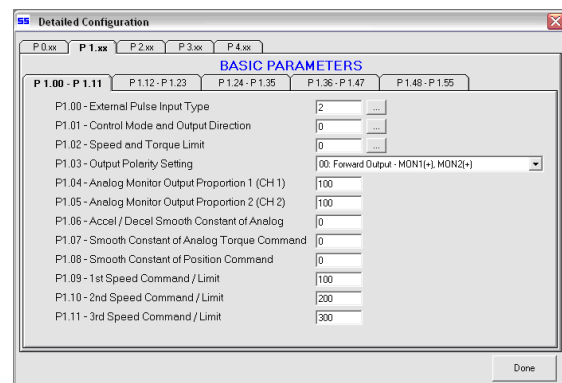 SS Detailed Configuration
P 0.xx P 1.xx P 2.xx P 3.xx P 4.xx
BASIC PARAMETERS
P 1.00 - P 1.11 P 1.12 - P 1.23 P 1.24 - P 1.35 P 1.36 - P 1.47 P 1.48 - P 1.55
P1.00 - External Pulse Input Type 2 ...
P1.01 - Control Mode and Output Direction 0 ...
P1.02 - Speed and Torque Limit 0 ...
P1.03 - Output Polarity Setting 00: Forward Output - MON1(+), MON2(+)
P1.04 - Analog Monitor Output Proportion 1 (CH 1) 100
P1.05 - Analog Monitor Output Proportion 2 (CH 2) 100
P1.06 - Accel / Decel Smooth Constant of Analog 0
P1.07 - Smooth Constant of Analog Torque Command 0
P1.08 - Smooth Constant of Position Command 0
P1.09 - 1st Speed Command / Limit 100
P1.10 - 2nd Speed Command / Limit 200
P1.11 - 3rd Speed Command / Limit 300
Done